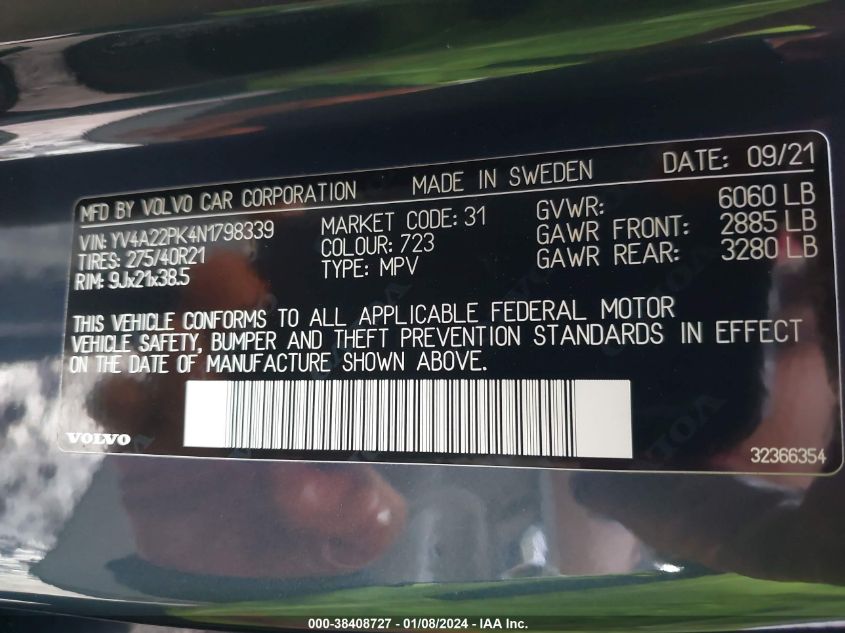 MFD BY VOLVO CAR CORPORATION MADE IN SWEDEN DATE: 09/21
VIN: YV4A22PK4N1798339 MARKET CODE: 31 GVWR: 6060 LB
TIRES: 275/40R21 COLOUR: 723 GAWR FRONT: 2885 LB
RIM: 9Jx21x38.5 TYPE: MPV GAWR REAR: 3280 LB
THIS VEHICLE CONFORMS TO ALL APPLICABLE FEDERAL MOTOR
VEHICLE SAFETY, BUMPER AND THEFT PREVENTION STANDARDS IN EFFECT
ON THE DATE OF MANUFACTURE SHOWN ABOVE.
VOLVO 32366354
000-38408727 - 01/08/2024 - IAA Inc.